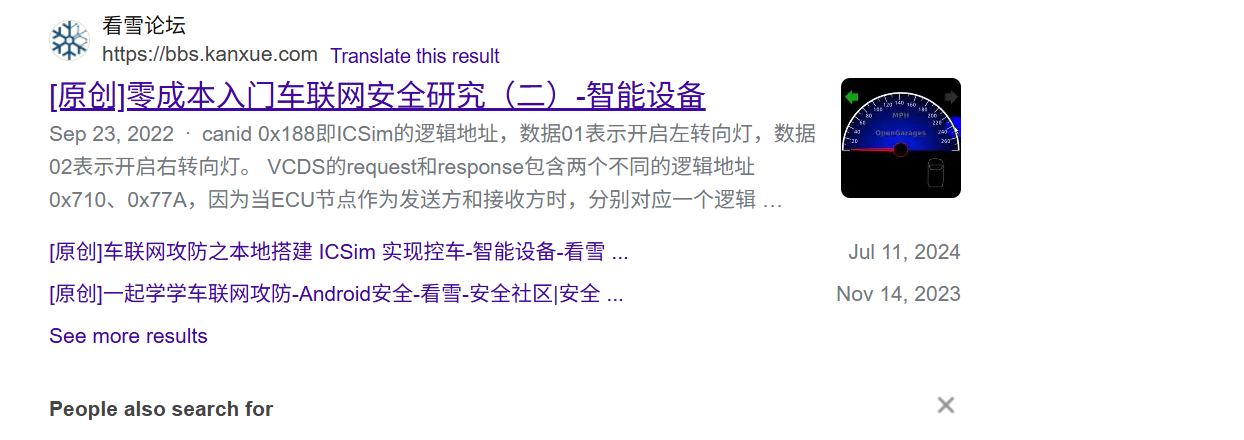 看雪论坛
https://bbs.kanxue.com Translate this result
[原创]零成本入门车联网安全研究（二）-智能设备
Sep 23, 2022 · canid 0x188即ICSim的逻辑地址，数据01表示开启左转向灯，数据
02表示开启右转向灯。 VCDS的request和response包含两个不同的逻辑地址
0x710、0x77A，因为当ECU节点作为发送方和接收方时，分别对应一个逻辑 …
MPH
OpenGarages
20 40 60 80 100 120 140 160 180 200 220 240 260
[原创]车联网攻防之本地搭建 ICSim 实现控车-智能设备-看雪 ... Jul 11, 2024
[原创]一起学学车联网攻防-Android安全-看雪-安全社区|安全 ... Nov 14, 2023
See more results
People also search for